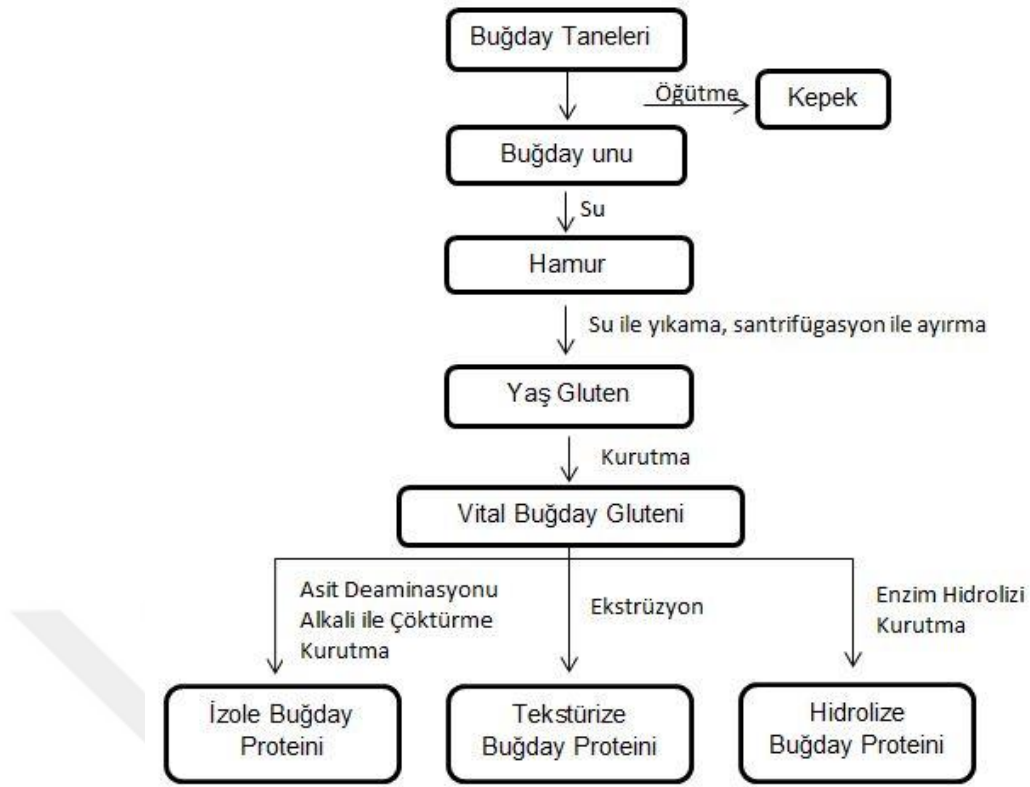 Buğday Taneleri
Öğütme
Kepek
Buğday unu
Su
Hamur
Su ile yıkama, santrifügasyon ile ayırma
Yaş Gluten
Kurutma
Vital Buğday Gluteni
Asit Deaminasyonu
Alkali ile Çöktürme
Kurutma
Ekstrüzyon
Enzim Hidrolizi
Kurutma
İzole Buğday
Proteini
Tekstürize
Buğday Proteini
Hidrolize
Buğday Proteini